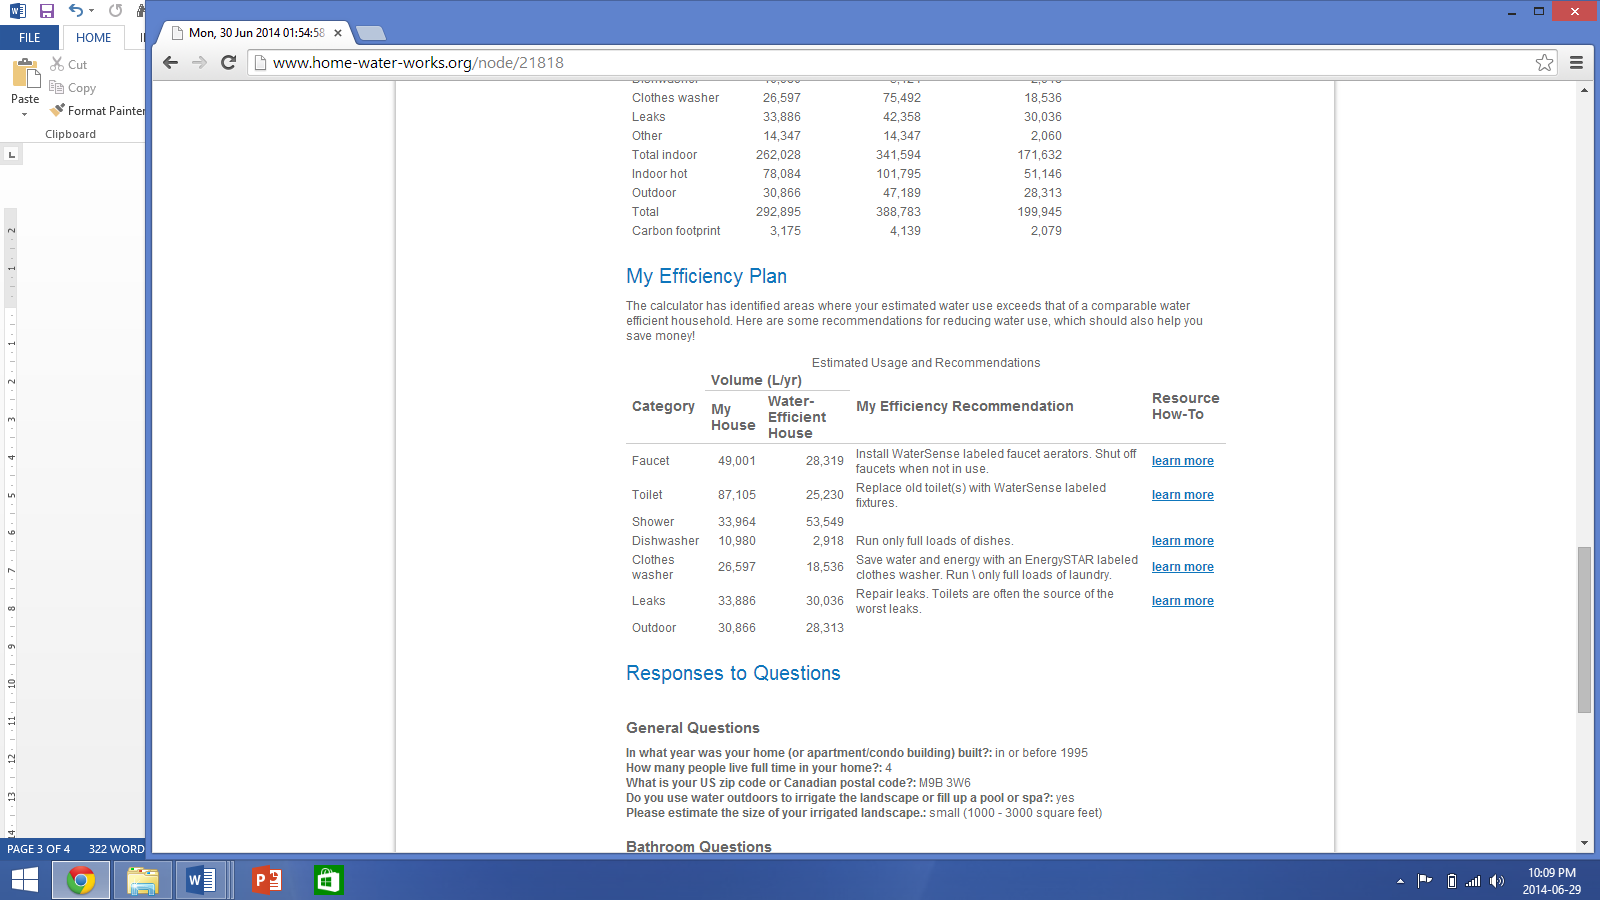 FILE
HOME
Cut
Copy
Format Painter
Paste
Clipboard
L
2
1
1
2
3
4
5
6
7
8
9
10
11
12
13
14
PAGE 3 OF 4 322 WORD
Mon, 30 Jun 2014 01:54:58
www.home-water-works.org/node/21818
Clothes washer 26,597 75,492 18,536
Leaks 33,886 42,358 30,036
Other 14,347 14,347 2,060
Total indoor 262,028 341,594 171,632
Indoor hot 78,084 101,795 51,146
Outdoor 30,866 47,189 28,313
Total 292,895 388,783 199,945
Carbon footprint 3,175 4,139 2,079
My Efficiency Plan
The calculator has identified areas where your estimated water use exceeds that of a comparable water
efficient household. Here are some recommendations for reducing water use, which should also help you
save money!
Estimated Usage and Recommendations
Volume (L/yr)
Category
My
House
Water-
Efficient
House
My Efficiency Recommendation
Resource
How-To
Faucet 49,001 28,319 Install WaterSense labeled faucet aerators. Shut off
faucets when not in use.
learn more
Toilet 87,105 25,230 Replace old toilet(s) with WaterSense labeled
fixtures.
learn more
Shower 33,964 53,549
Dishwasher 10,980 2,918 Run only full loads of dishes. learn more
Clothes
washer
26,597 18,536 Save water and energy with an EnergySTAR labeled
clothes washer. Run \ only full loads of laundry.
learn more
Leaks 33,886 30,036 Repair leaks. Toilets are often the source of the
worst leaks.
learn more
Outdoor 30,866 28,313
Responses to Questions
General Questions
In what year was your home (or apartment/condo building) built?: in or before 1995
How many people live full time in your home?: 4
What is your US zip code or Canadian postal code?: M9B 3W6
Do you use water outdoors to irrigate the landscape or fill up a pool or spa?: yes
Please estimate the size of your irrigated landscape.: small (1000 - 3000 square feet)
Bathroom Questions
10:09 PM
2014-06-29